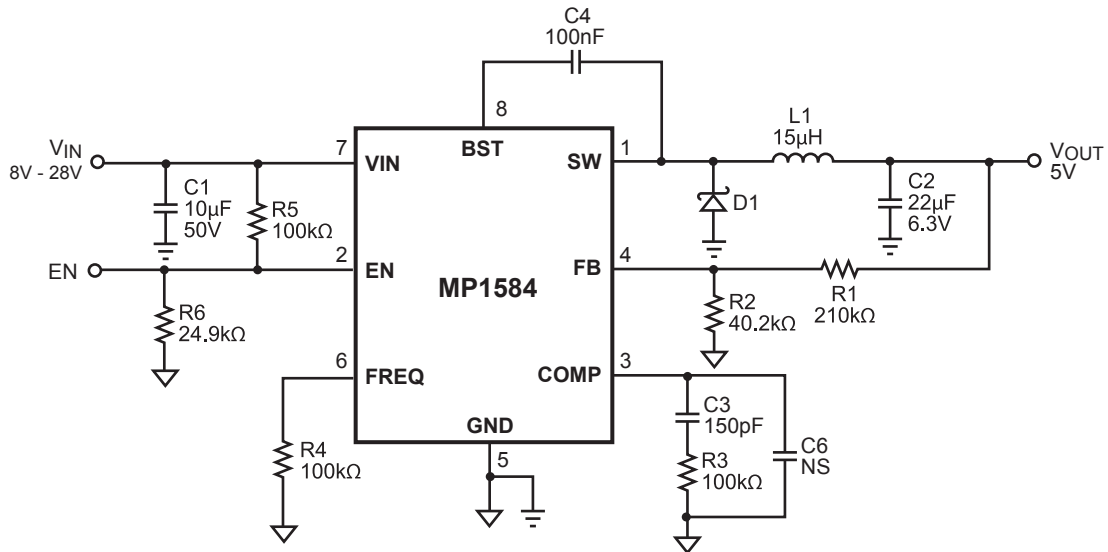 C4
100nF
8
BST
VIN
8V - 28V
7
VIN
SW
1
L1
15µH
VOUT
5V
C1
10µF
50V
R5
100kΩ
D1
C2
22µF
6.3V
EN
2
EN
MP1584
FB
4
R1
210kΩ
R2
40.2kΩ
R6
24.9kΩ
6
FREQ
COMP
3
R4
100kΩ
GND
5
C3
150pF
R3
100kΩ
C6
NS